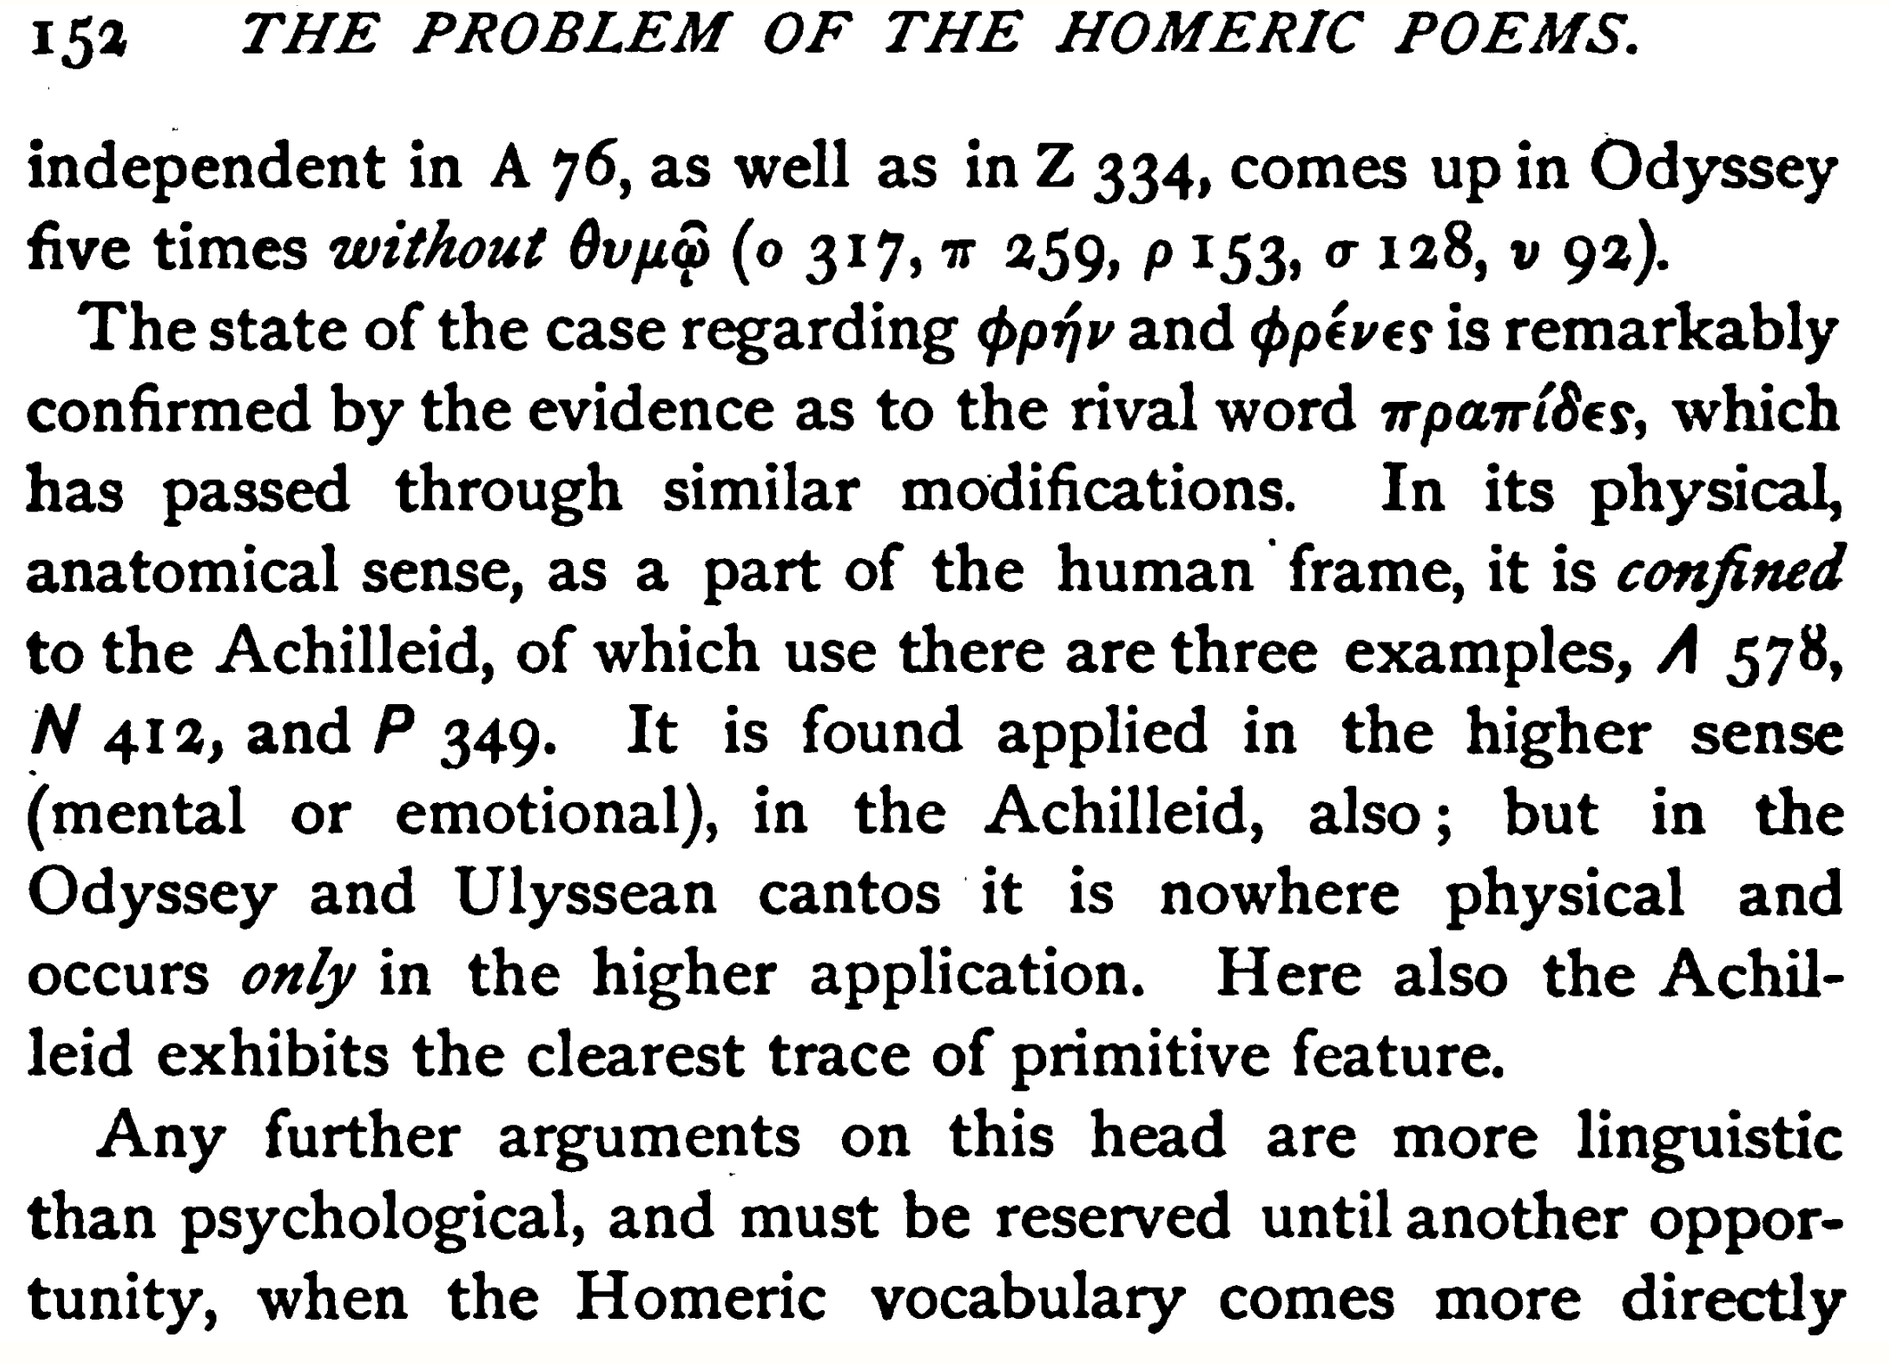 152 THE PROBLEM OF THE HOMERIC POEMS.
independent in A 76, as well as in Z 334, comes up in Odyssey
five times without θυμῷ (ο 317, π 259, ρ 153, σ 128, υ 92).
The state of the case regarding φρήν and φρένες is remarkably
confirmed by the evidence as to the rival word πραπίδες, which
has passed through similar modifications. In its physical,
anatomical sense, as a part of the human frame, it is confined
to the Achilleid, of which use there are three examples, Λ 578,
N 412, and P 349. It is found applied in the higher sense
(mental or emotional), in the Achilleid, also; but in the
Odyssey and Ulyssean cantos it is nowhere physical and
occurs only in the higher application. Here also the Achil-
leid exhibits the clearest trace of primitive feature.
Any further arguments on this head are more linguistic
than psychological, and must be reserved until another oppor-
tunity, when the Homeric vocabulary comes more directly